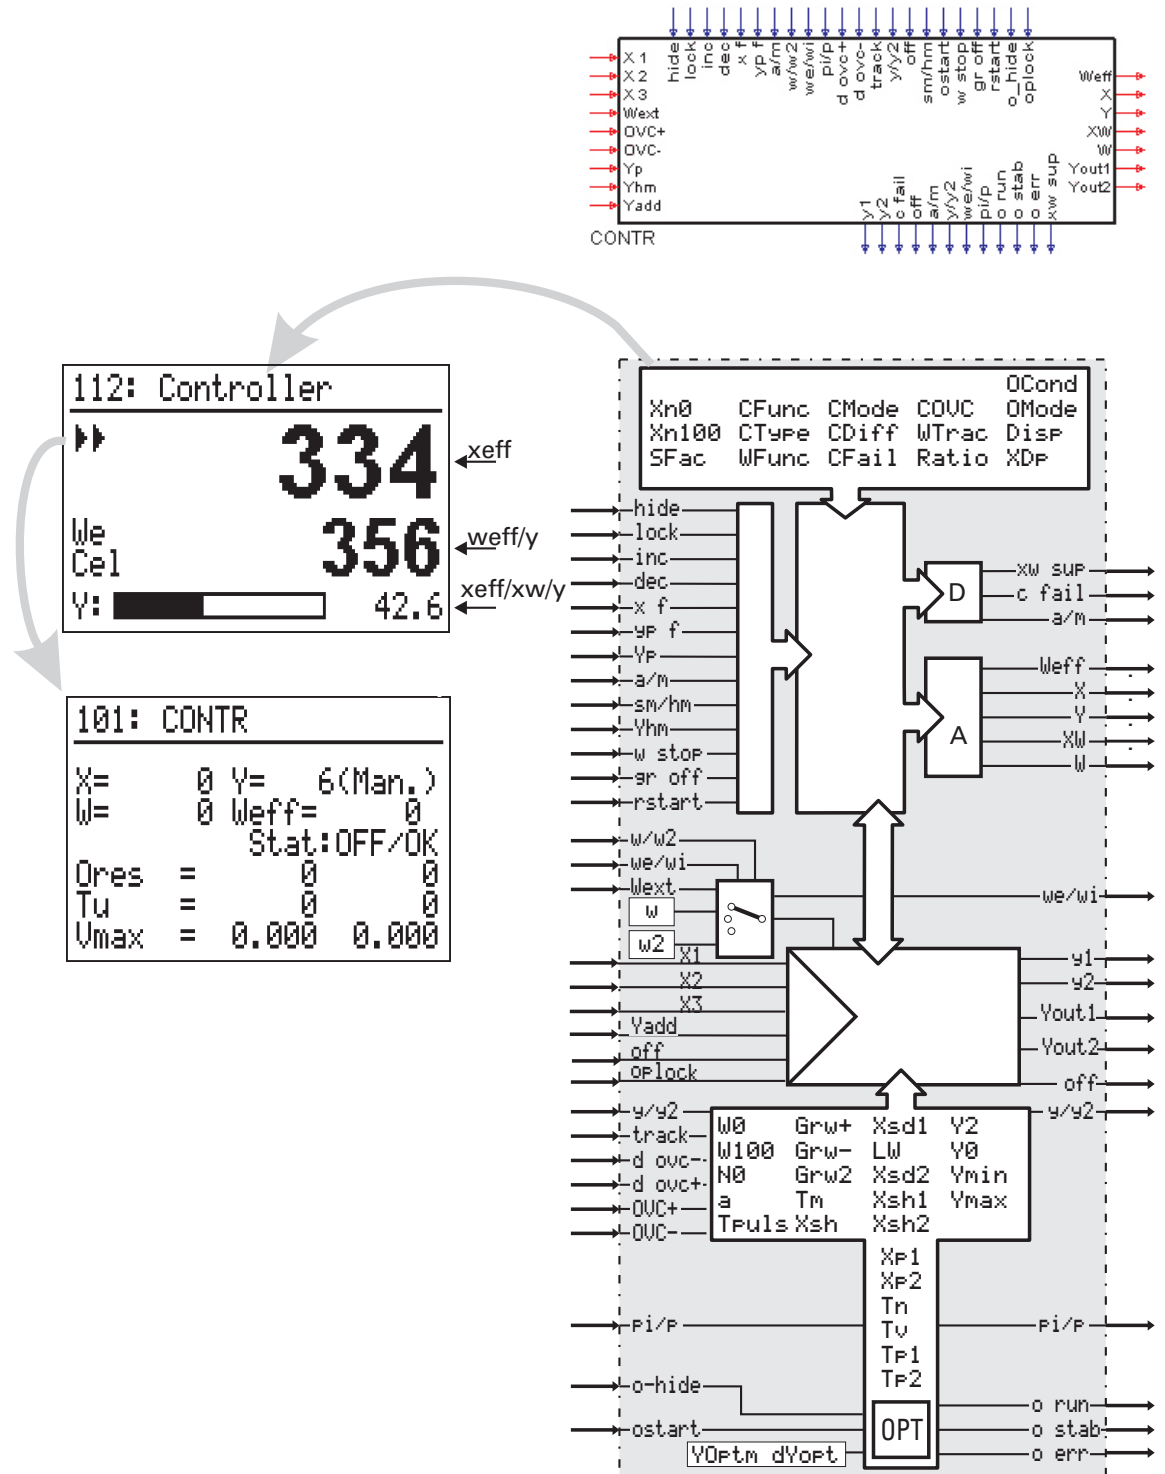 hide
lock
inc
dec
x f
yp f
a/m
w/w2
we/wi
pi/p
d ovc+
d ovc-
track
y/y2
off
sm/hm
ostart
w stop
gr off
rstart
o_hide
oplock
X 1
X 2
X 3
Wext
OVC+
OVC-
Yp
Yhm
Yadd
Weff
X
Y
XW
W
Yout1
Yout2
y1
y2
c fail
off
a/m
y/y2
we/wi
pi/p
o run
o stab
o err
xw sup
CONTR
112: Controller
334
xeff
We
Cel
356
weff/y
Y:
42.6
xeff/xw/y
101: CONTR
X= 0 Y= 6(Man.)
W= 0 Weff= 0
Stat:OFF/OK
Ores = 0 0
Tu = 0 0
Vmax = 0.000 0.000
OCond
Xn0 CFunc CMode COVC OMode
Xn100 CType CDiff WTrac Disp
SFac WFunc CFail Ratio XDp
hide
lock
inc
dec
x f
yp f
Yp
a/m
sm/hm
Yhm
w stop
gr off
rstart
D
xw sup
c fail
a/m
A
Weff
X
Y
XW
W
w/w2
we/wi
Wext
w
w2
we/wi
X1
X2
X3
Yadd
off
oplock
y1
y2
Yout1
Yout2
off
y/y2
y/y2
track
d ovc-
d ovc+
OVC+
OVC-
W0 Grw+ Xsd1 Y2
W100 Grw- LW Y0
N0 Grw2 Xsd2 Ymin
a Tm Xsh1 Ymax
Tpuls Xsh Xsh2
Xp1
Xp2
Tn
Tv
Tp1
Tp2
pi/p
pi/p
o-hide
ostart
OPT
YOptm dYopt
o run
o stab
o err